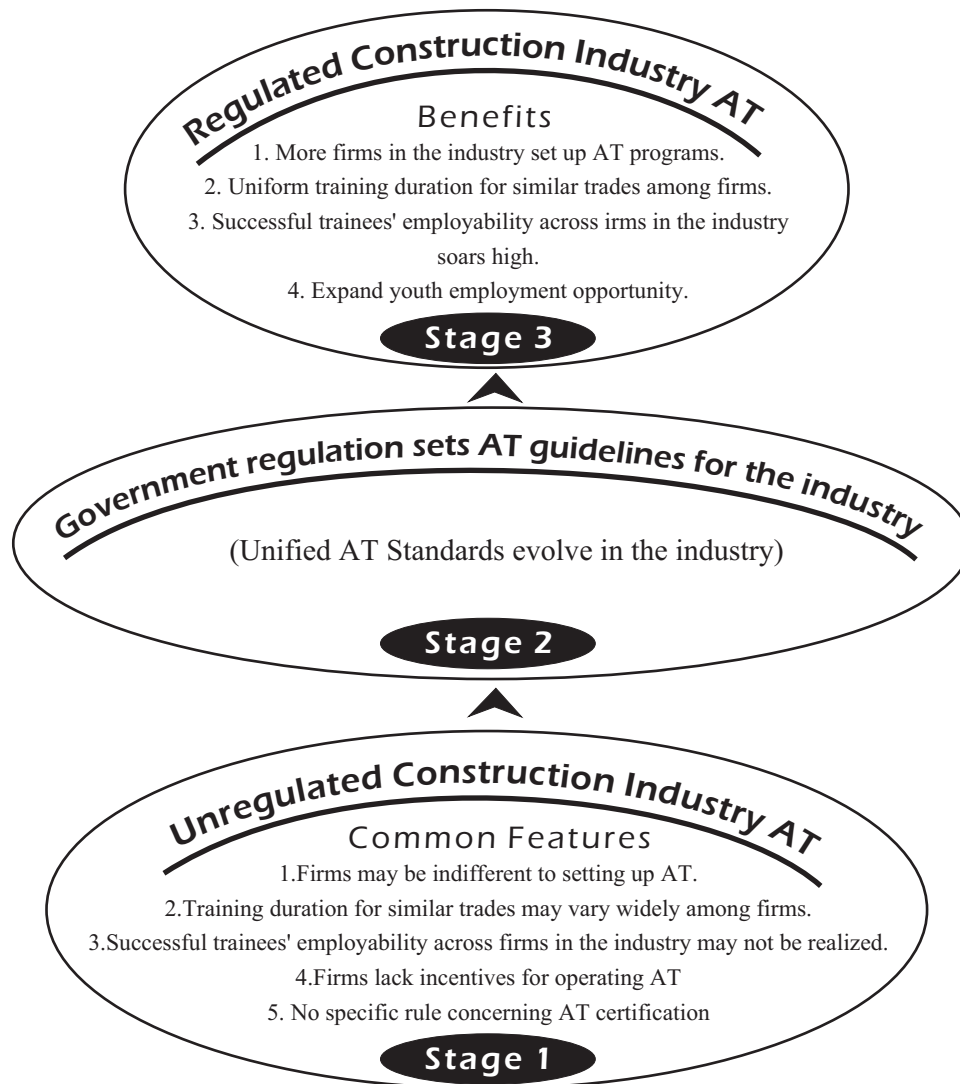 Regulated Construction Industry AT
Benefits
1. More firms in the industry set up AT programs.
2. Uniform training duration for similar trades among firms.
3. Successful trainees' employability across irms in the industry
soars high.
4. Expand youth employment opportunity.
Stage 3
Government regulation sets AT guidelines for the industry
(Unified AT Standards evolve in the industry)
Stage 2
Unregulated Construction Industry AT
Common Features
1.Firms may be indifferent to setting up AT.
2.Training duration for similar trades may vary widely among firms.
3.Successful trainees' employability across firms in the industry may not be realized.
4.Firms lack incentives for operating AT
5. No specific rule concerning AT certification
Stage 1